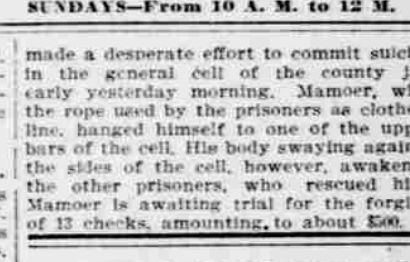 SUNDAYS—From 10 A. M. to 12 M.
made a desperate effort to commit suici
in the general cell of the county j
early yesterday morning. Mamoer, wi
the rope used by the prisoners as cloth
line, hanged himself to one of the upp
bars of the cell. His body swaying again
the sides of the cell, however, awaken
the other prisoners, who rescued hi
Mamoer is awaiting trial for the forgi
of 13 checks, amounting, to about $500.